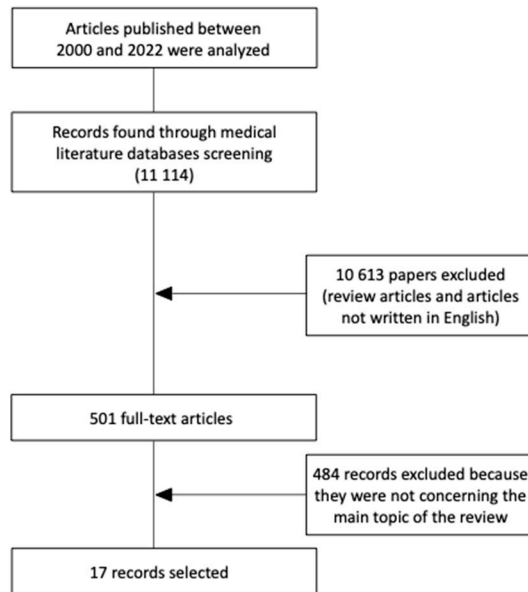 Articles published between
2000 and 2022 were analyzed
Records found through medical
literature databases screening
(11 114)
10 613 papers excluded
(review articles and articles
not written in English)
501 full-text articles
484 records excluded because
they were not concerning the
main topic of the review
17 records selected